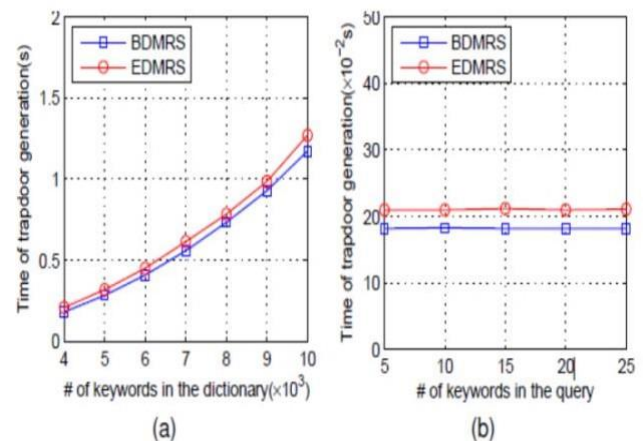 Time of trapdoor generation(s)
2
1.5
1
0.5
0
BDMRS
EDMRS
4 5 6 7 8 9 10
# of keywords in the dictionary(×10³)
(a)
Time of trapdoor generation(×10⁻²s)
50
40
30
20
10
0
BDMRS
EDMRS
5 10 15 20 25
# of keywords in the query
(b)